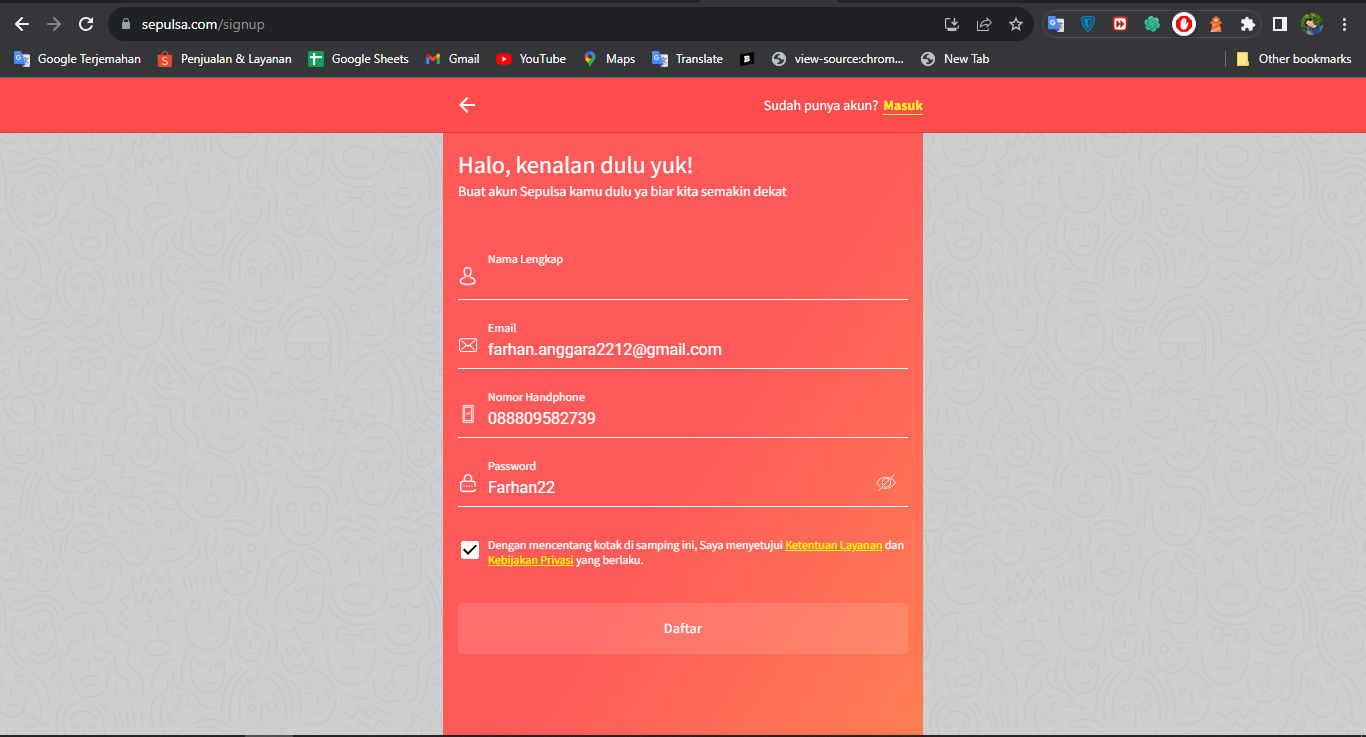 sepulsa.com/signup
Google Terjemahan
Penjualan & Layanan
Google Sheets
Gmail
YouTube
Maps
Translate
view-source:chrom...
New Tab
Other bookmarks
Sudah punya akun? Masuk
Halo, kenalan dulu yuk!
Buat akun Sepulsa kamu dulu ya biar kita semakin dekat
Nama Lengkap
Email
farhan.anggara2212@gmail.com
Nomor Handphone
088809582739
Password
Farhan22
Dengan mencentang kotak di samping ini, Saya menyetujui Ketentuan Layanan dan
Kebijakan Privasi yang berlaku.
Daftar